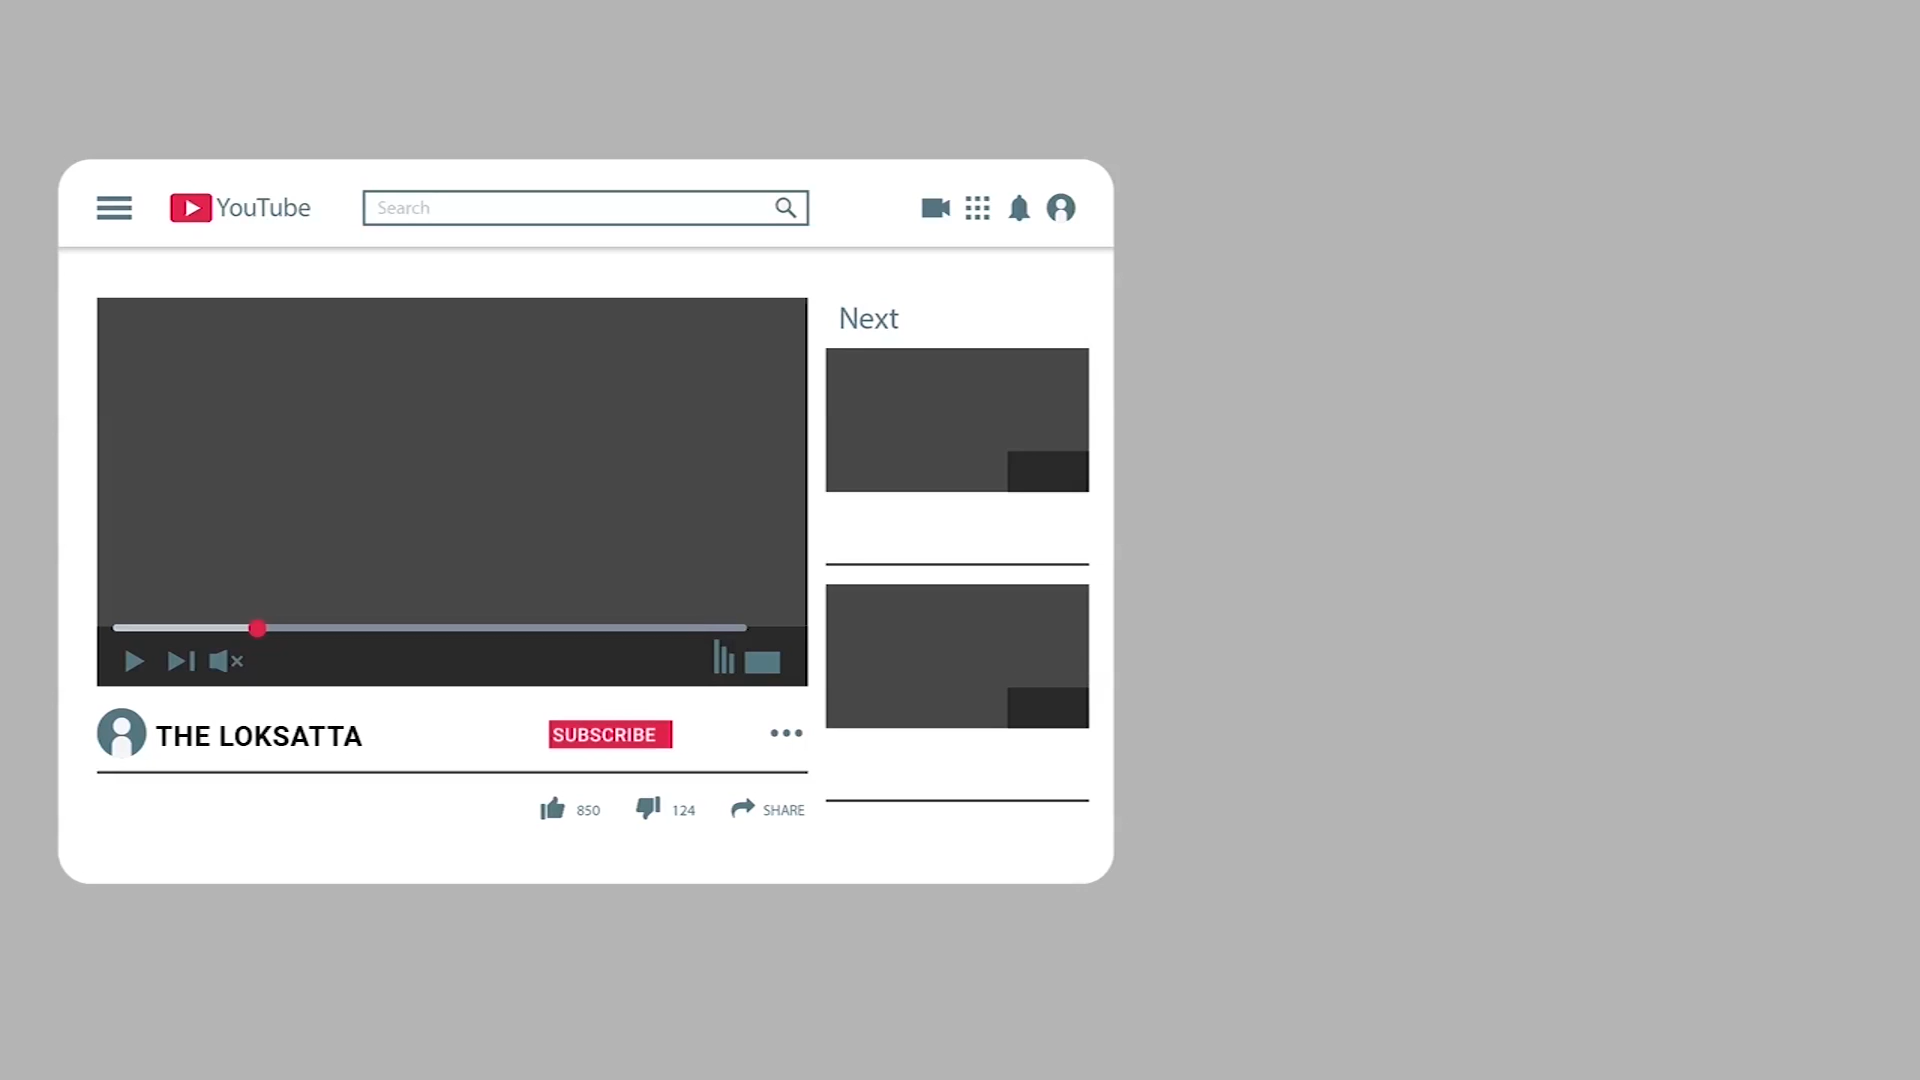 YouTube
Search
Next
THE LOKSATTA
SUBSCRIBE
850
124
SHARE